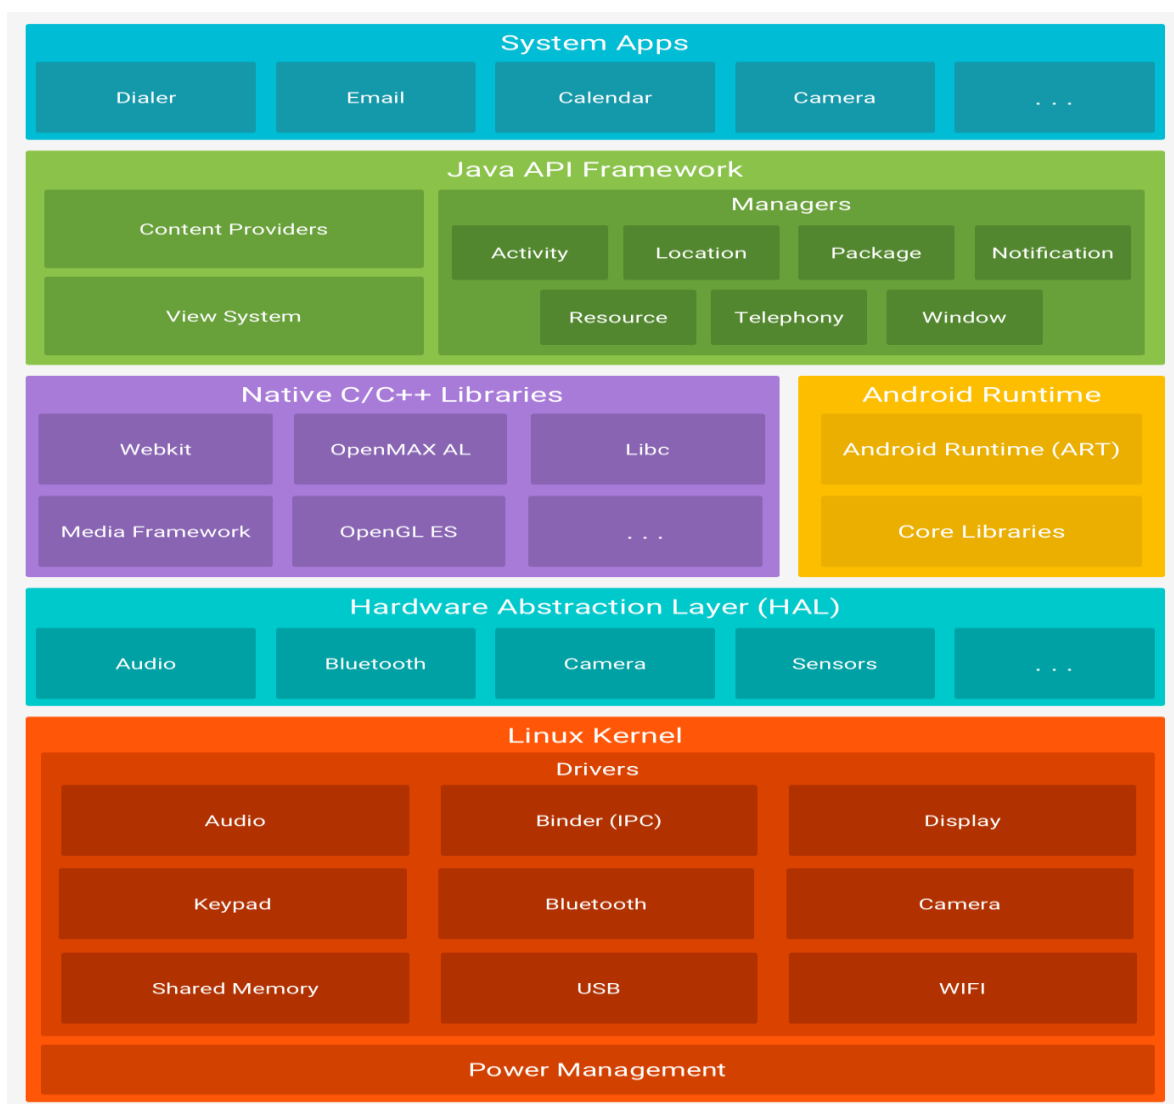 System Apps
Dialer
Email
Calendar
Camera
. . .
Java API Framework
Content Providers
View System
Managers
Activity
Location
Package
Notification
Resource
Telephony
Window
Native C/C++ Libraries
Webkit
OpenMAX AL
Libc
Media Framework
OpenGL ES
. . .
Android Runtime
Android Runtime (ART)
Core Libraries
Hardware Abstraction Layer (HAL)
Audio
Bluetooth
Camera
Sensors
. . .
Linux Kernel
Drivers
Audio
Binder (IPC)
Display
Keypad
Bluetooth
Camera
Shared Memory
USB
WIFI
Power Management